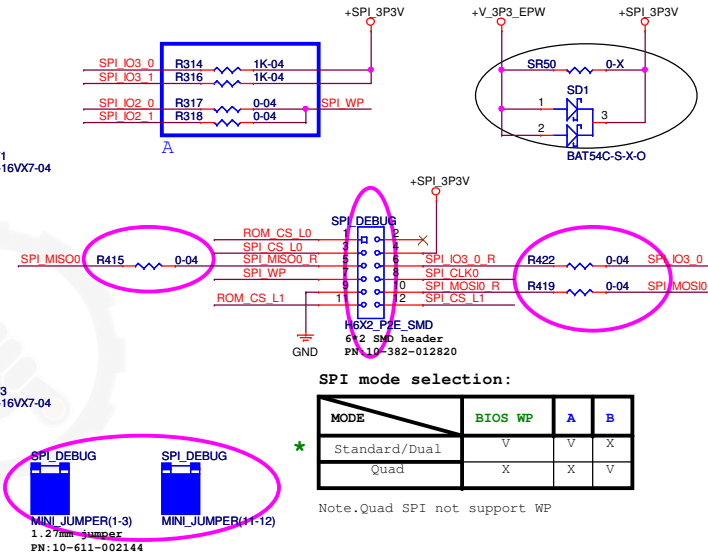 +SPI_3P3V
+V_3P3_EPW
+SPI_3P3V
SPI_IO3_0 R314 1K-04
SPI_IO3_1 R316 1K-04
SPI_IO2_0 R317 0-04 SPI_WP
SPI_IO2_1 R318 0-04
A
SR50 0-X
SD1
1
2
3
BAT54C-S-X-O
-16VX7-04
+SPI_3P3V
SPI_DEBUG
ROM_CS_L0 1 2
SPI_CS_L0 3 4
SPI_MISO0 R415 0-04 SPI_MISO0_R 5 6 SPI_IO3_0_R R422 0-04 SPI_IO3_0
SPI_WP 7 8 SPI_CLK0
9 10 SPI_MOSI0_R R419 0-04 SPI_MOSI0
ROM_CS_L1 11 12 SPI_CS_L1
GND
H6X2_P2E_SMD
6*2 SMD header
PN:10-382-012820
-16VX7-04
SPI mode selection:
MODE BIOS WP A B
* Standard/Dual V V X
Quad X X V
Note.Quad SPI not support WP
SPI_DEBUG SPI_DEBUG
MINI_JUMPER(1-3) MINI_JUMPER(11-12)
1.27mm jumper
PN:10-611-002144